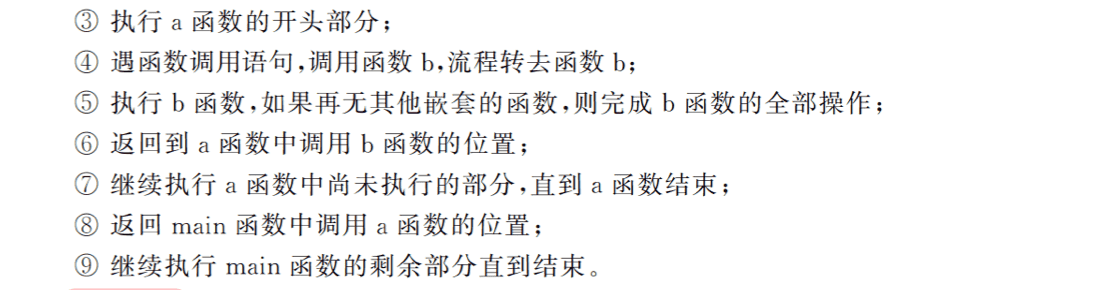 ③ 执行 a 函数的开头部分;
④ 遇函数调用语句,调用函数 b,流程转去函数 b;
⑤ 执行 b 函数,如果再无其他嵌套的函数,则完成 b 函数的全部操作;
⑥ 返回到 a 函数中调用 b 函数的位置;
⑦ 继续执行 a 函数中尚未执行的部分,直到 a 函数结束;
⑧ 返回 main 函数中调用 a 函数的位置;
⑨ 继续执行 main 函数的剩余部分直到结束。